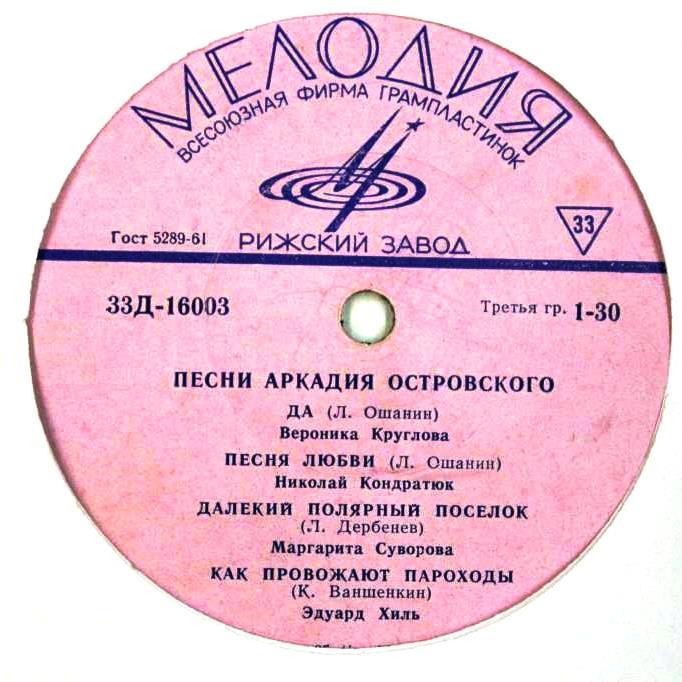 МЕЛОДИЯ
ВСЕСОЮЗНАЯ ФИРМА ГРАМПЛАСТИНОК
Гост 5289-61
РИЖСКИЙ ЗАВОД
33
33Д-16003
Третья гр. 1-30
ПЕСНИ АРКАДИЯ ОСТРОВСКОГО
ДА (Л. Ошанин)
Вероника Круглова
ПЕСНЯ ЛЮБВИ (Л. Ошанин)
Николай Кондратюк
ДАЛЕКИЙ ПОЛЯРНЫЙ ПОСЕЛОК
(Л. Дербенев)
Маргарита Суворова
КАК ПРОВОЖАЮТ ПАРОХОДЫ
(К. Ваншенкин)
Эдуард Хиль